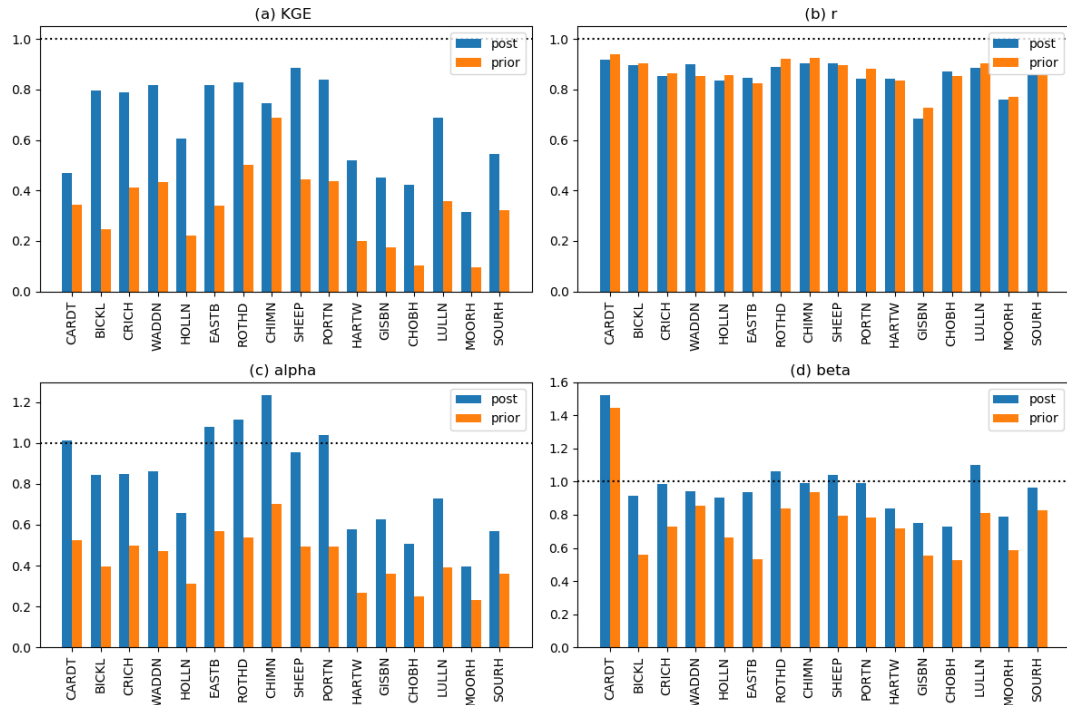 (a) KGE
1.0
0.8
0.6
0.4
0.2
0.0
post
prior
CARDT
BICKL
CRICH
WADDN
HOLLN
EASTB
ROTHD
CHIMN
SHEEP
PORTN
HARTW
GISBN
CHOBH
LULLN
MOORH
SOURH
(b) r
1.0
0.8
0.6
0.4
0.2
0.0
post
prior
CARDT
BICKL
CRICH
WADDN
HOLLN
EASTB
ROTHD
CHIMN
SHEEP
PORTN
HARTW
GISBN
CHOBH
LULLN
MOORH
SOURH
(c) alpha
1.2
1.0
0.8
0.6
0.4
0.2
0.0
post
prior
CARDT
BICKL
CRICH
WADDN
HOLLN
EASTB
ROTHD
CHIMN
SHEEP
PORTN
HARTW
GISBN
CHOBH
LULLN
MOORH
SOURH
(d) beta
1.6
1.4
1.2
1.0
0.8
0.6
0.4
0.2
0.0
post
prior
CARDT
BICKL
CRICH
WADDN
HOLLN
EASTB
ROTHD
CHIMN
SHEEP
PORTN
HARTW
GISBN
CHOBH
LULLN
MOORH
SOURH